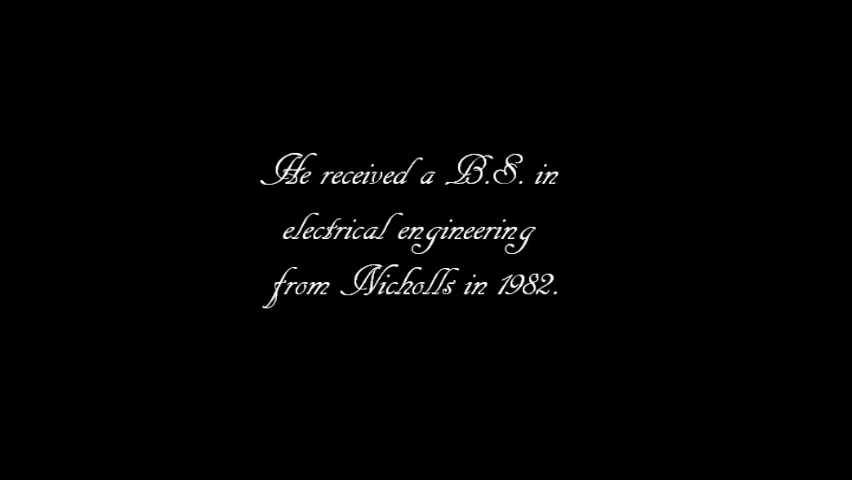 He received a B.S. in
electrical engineering
from Nicholls in 1982.